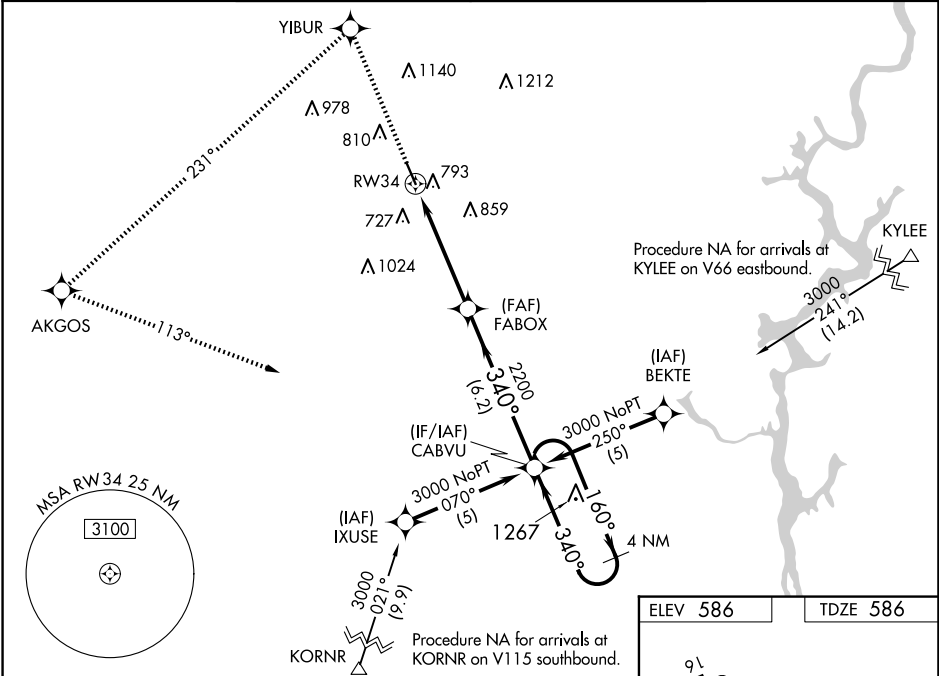 YIBUR
1140
1212
978
810
231°
RW34
793
727
859
1024
KYLEE
Procedure NA for arrivals at
KYLEE on V66 eastbound.
3000
241°
(14.2)
AKGOS
113°
(FAF)
FABOX
2200
340°
(6.2)
(IAF)
BEKTE
3000 NoPT
250°
(5)
(IF/IAF)
CABVU
3000 NoPT
070°
(5)
(IAF)
IXUSE
1267
160°
340°
4 NM
MSA RW34 25 NM
3100
3000
021°
(9.9)
KORNR
Procedure NA for arrivals at
KORNR on V115 southbound.
ELEV 586
TDZE 586
16